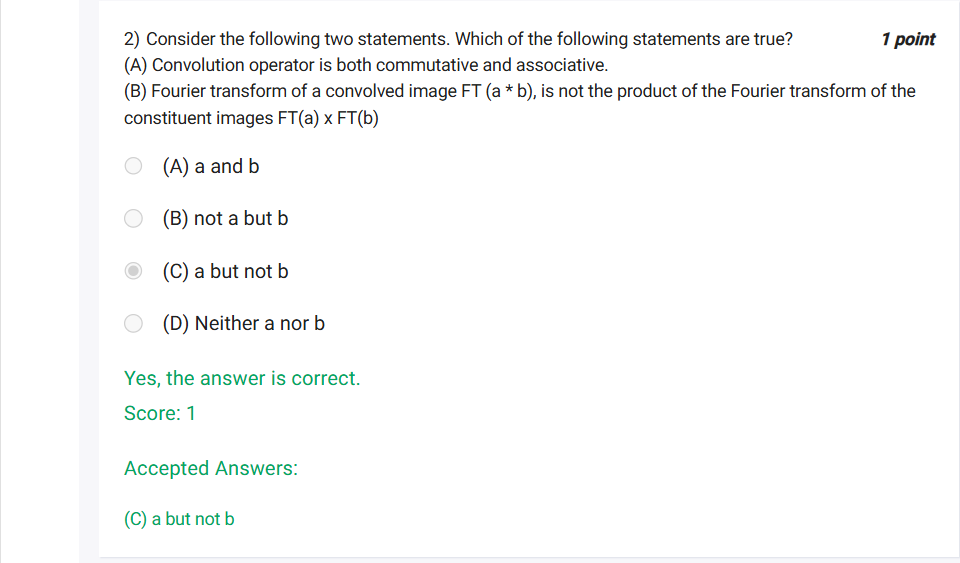 2) Consider the following two statements. Which of the following statements are true? 1 point
(A) Convolution operator is both commutative and associative.
(B) Fourier transform of a convolved image FT (a * b), is not the product of the Fourier transform of the
constituent images FT(a) x FT(b)
(A) a and b
(B) not a but b
(C) a but not b
(D) Neither a nor b
Yes, the answer is correct.
Score: 1
Accepted Answers:
(C) a but not b